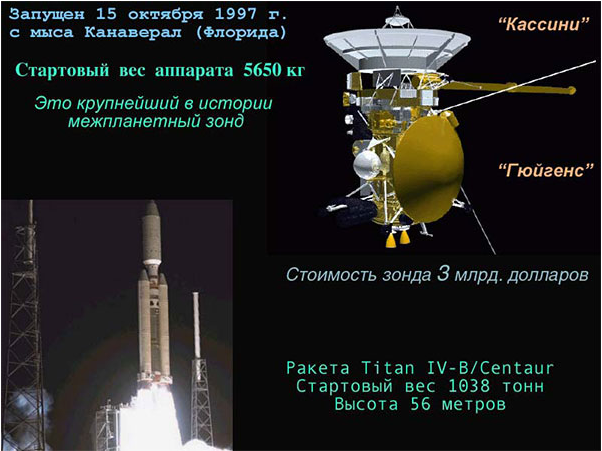 Запущен 15 октября 1997 г.
с мыса Канаверал (Флорида)
Стартовый вес аппарата 5650 кг
Это крупнейший в истории
межпланетный зонд
“Кассини”
“Гюйгенс”
Стоимость зонда 3 млрд. долларов
Ракета Titan IV-B/Centaur
Стартовый вес 1038 тонн
Высота 56 метров